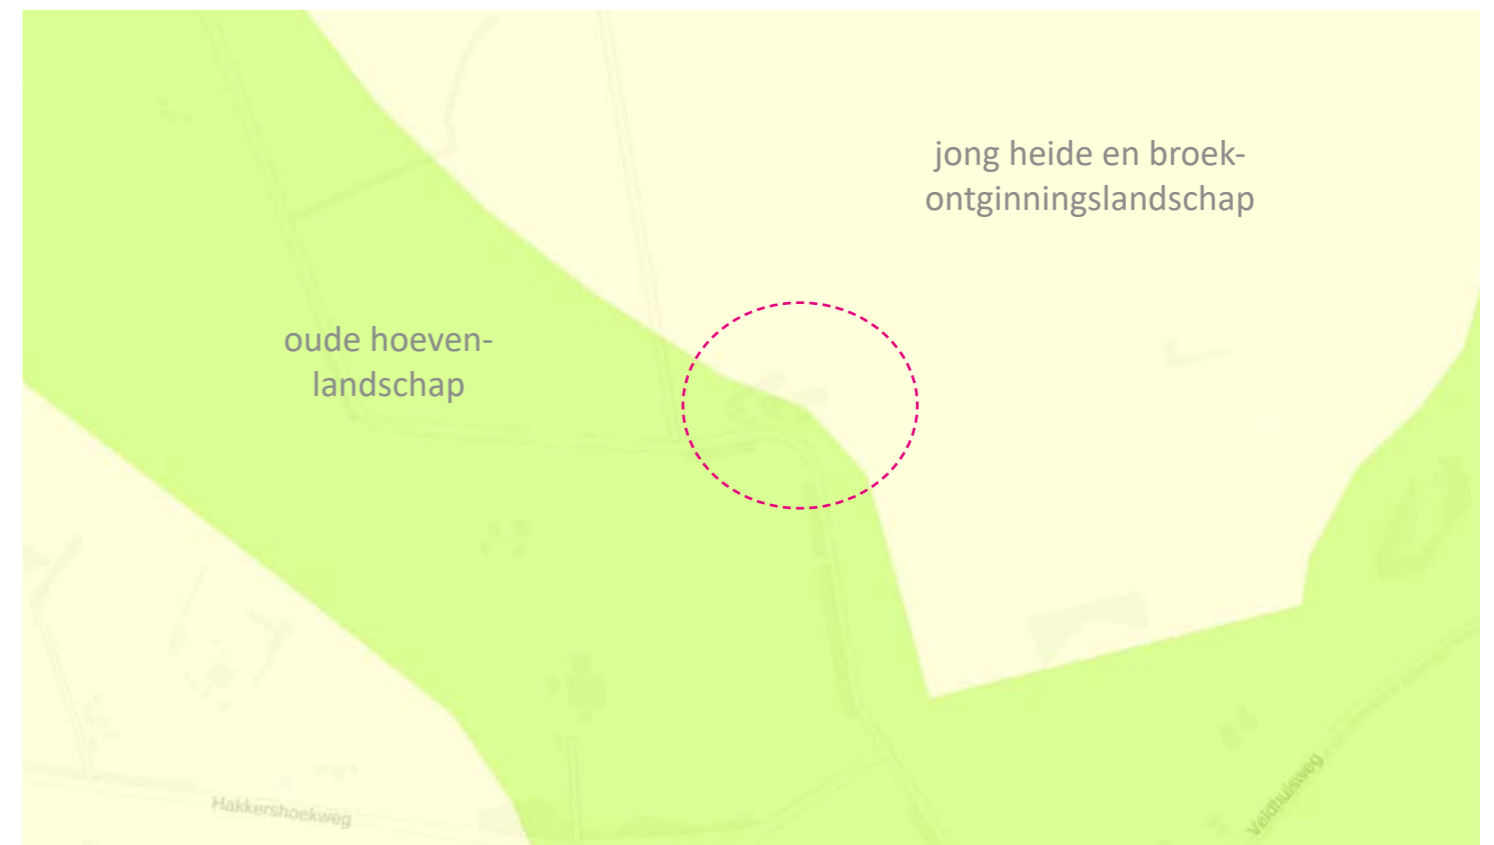 jong heide en broek-
ontginningslandschap
oude hoeven-
landschap
Hakkershoekweg
Veldhuisweg